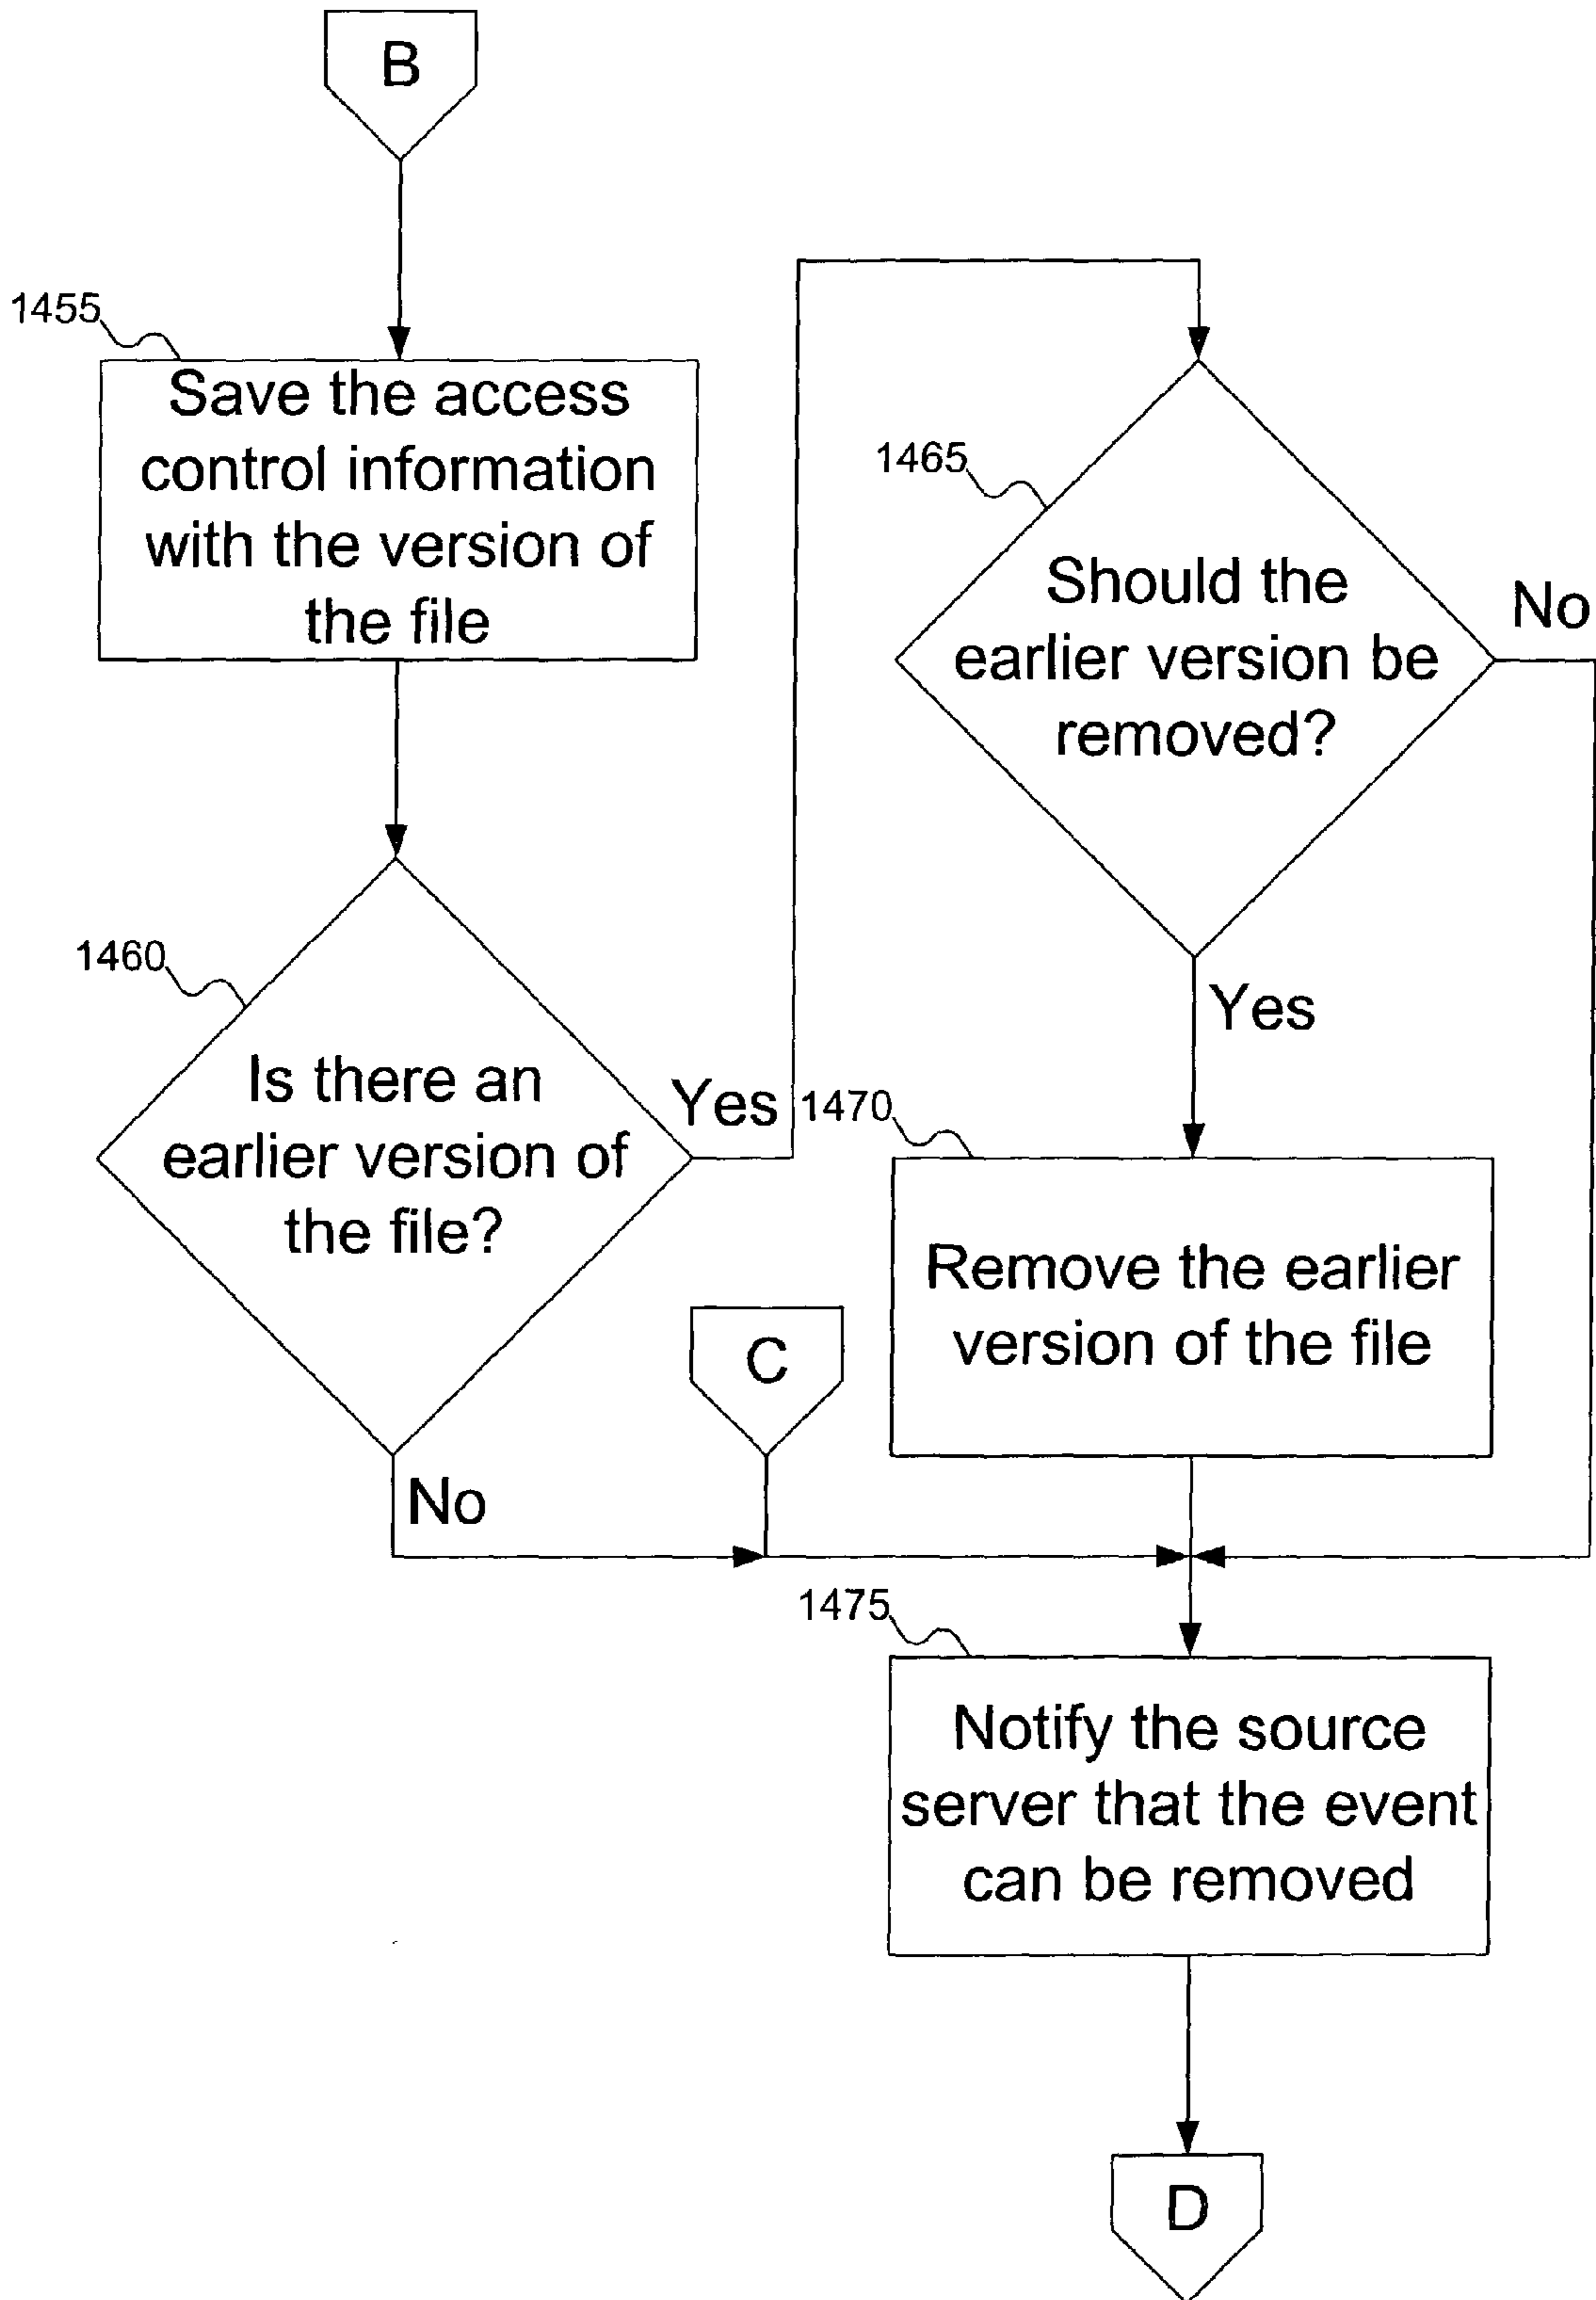 B
1455
Save the access
control information
with the version of
the file
1460
Is there an
earlier version of
the file?
Yes
No
1465
Should the
earlier version be
removed?
No
Yes
1470
Remove the earlier
version of the file
C
1475
Notify the source
server that the event
can be removed
D